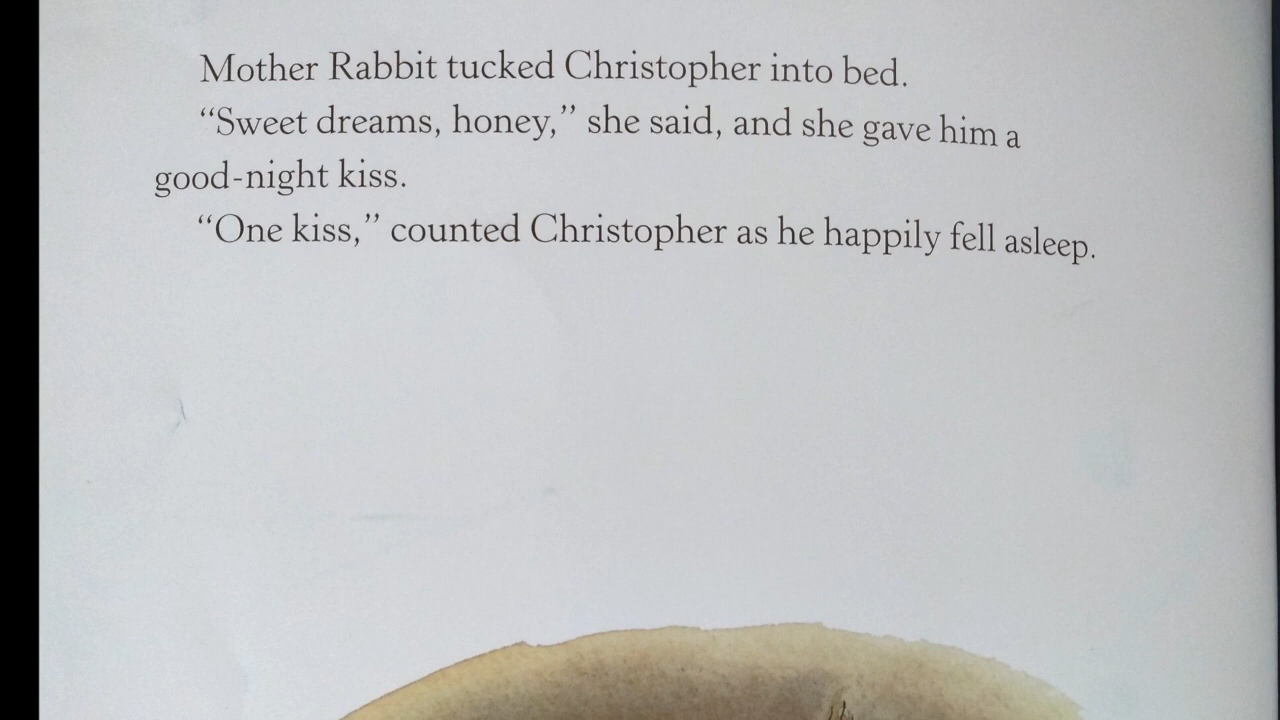 Mother Rabbit tucked Christopher into bed.
“Sweet dreams, honey,” she said, and she gave him a
good-night kiss.
“One kiss,” counted Christopher as he happily fell asleep.